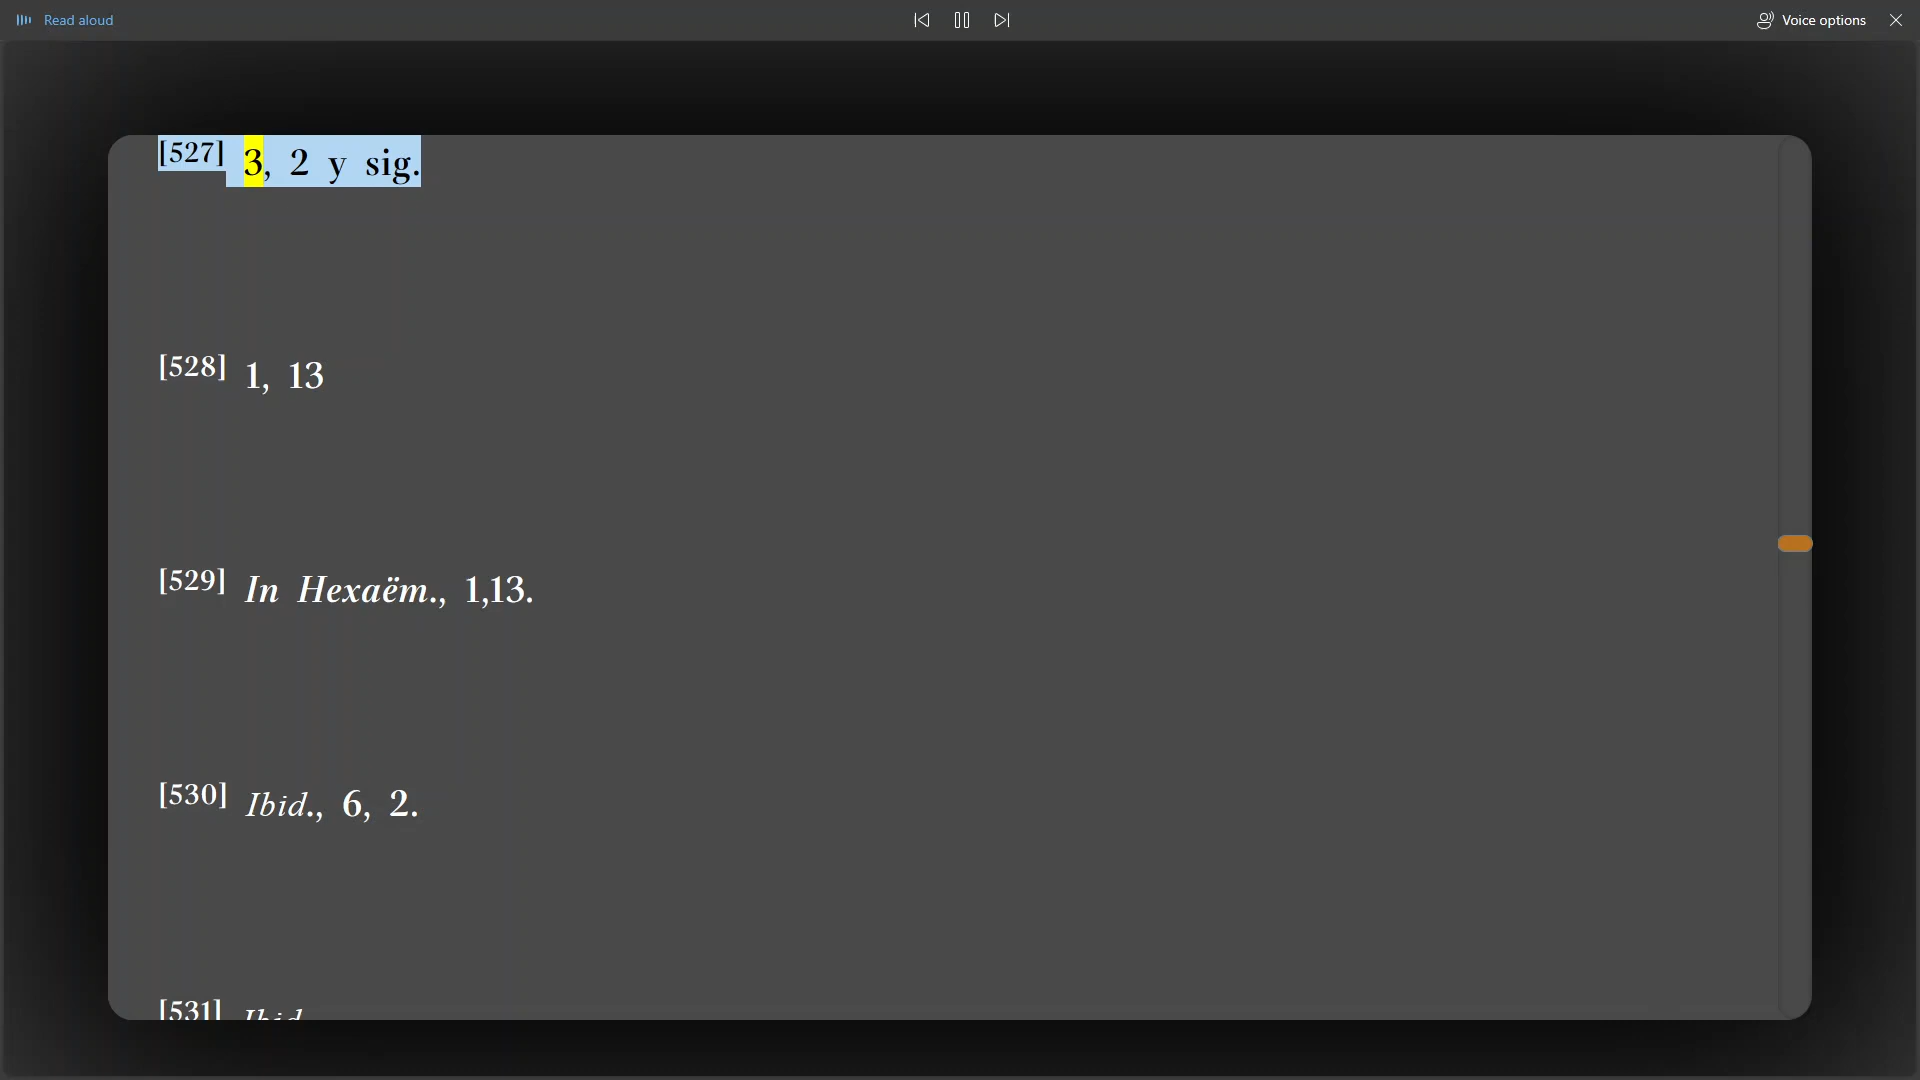 Read aloud
Voice options
[527] 3, 2 y sig.
[528] 1, 13
[529] In Hexaëm., 1,13.
[530] Ibid., 6, 2.
[531] Ibid